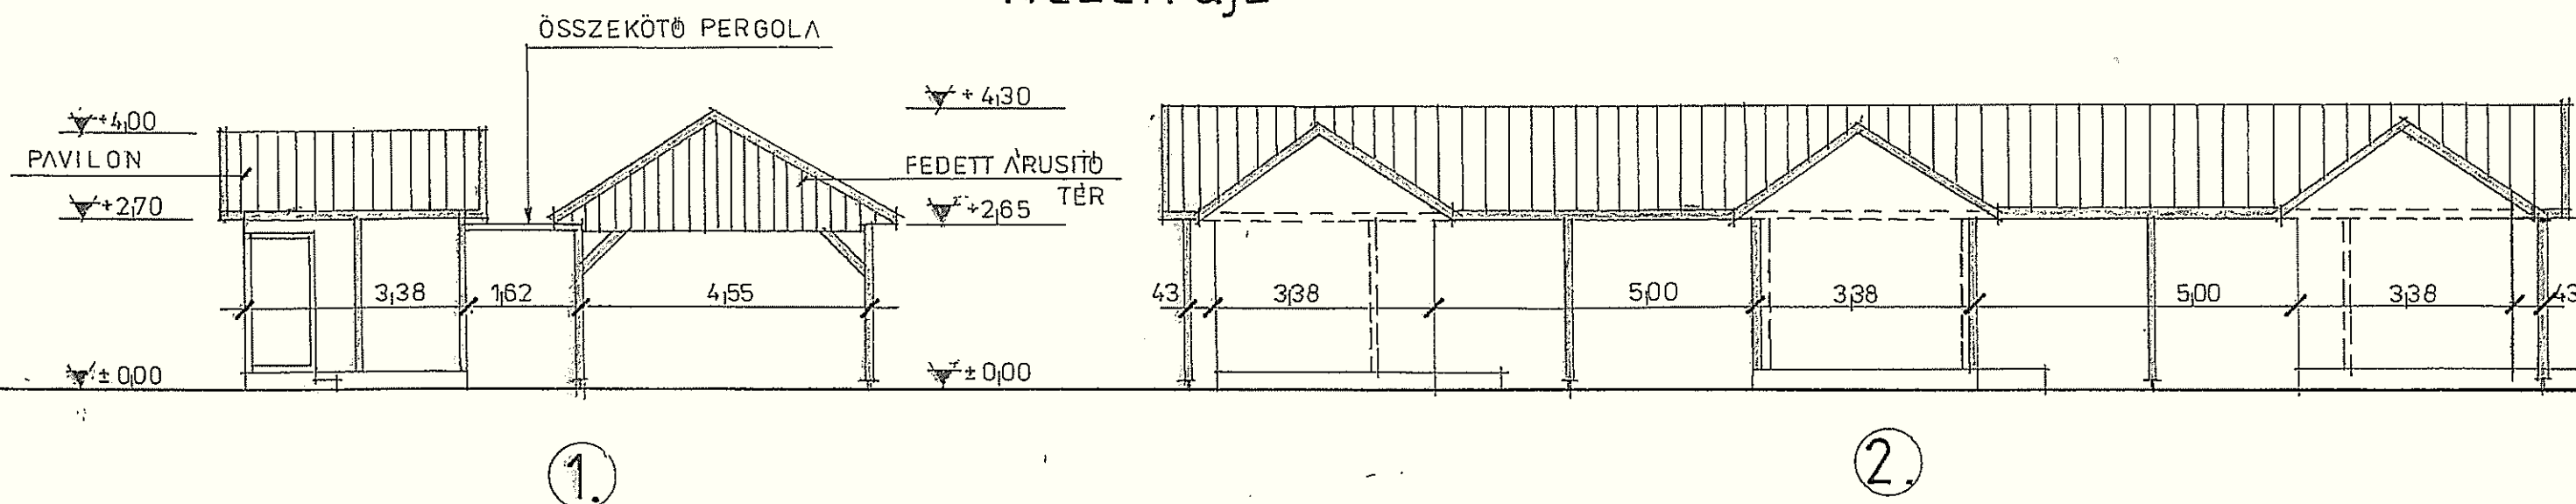 ÖSSZEKÖTŐ PERGOLA
+4,00
PAVILON
+2,70
+4,30
FEDETT ÁRUSITÓ
TÉR
+2,65
3,38 1,62 4,55
±0,00
±0,00
1.
43 3,38 5,00 3,38 5,00 3,38 43
2.